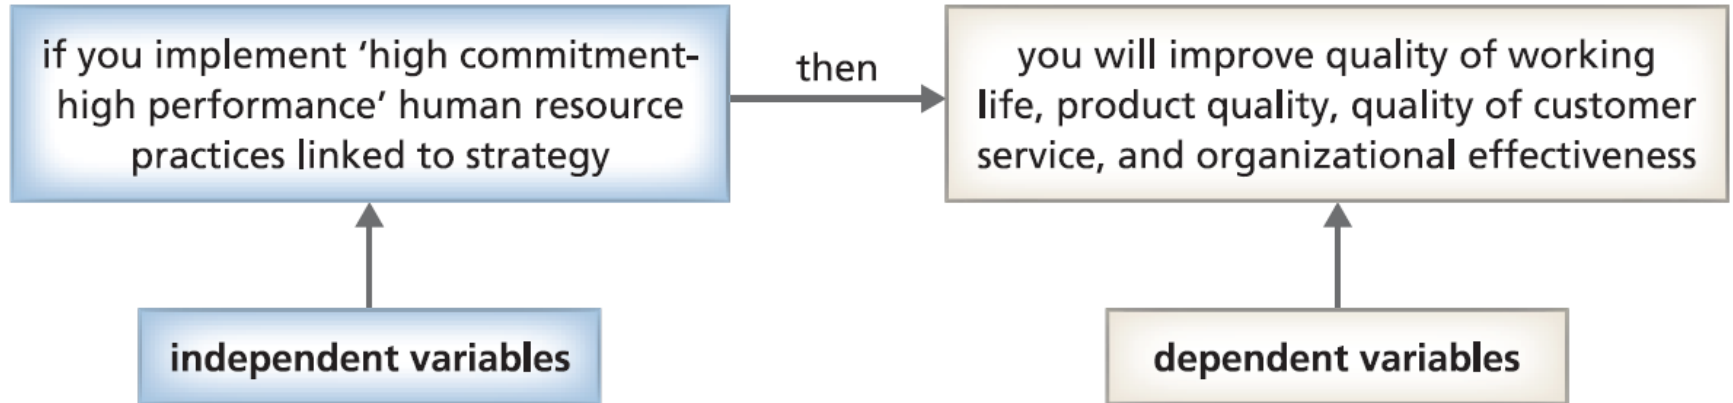 if you implement ‘high commitment-
high performance’ human resource
practices linked to strategy
then
you will improve quality of working
life, product quality, quality of customer
service, and organizational effectiveness
independent variables
dependent variables